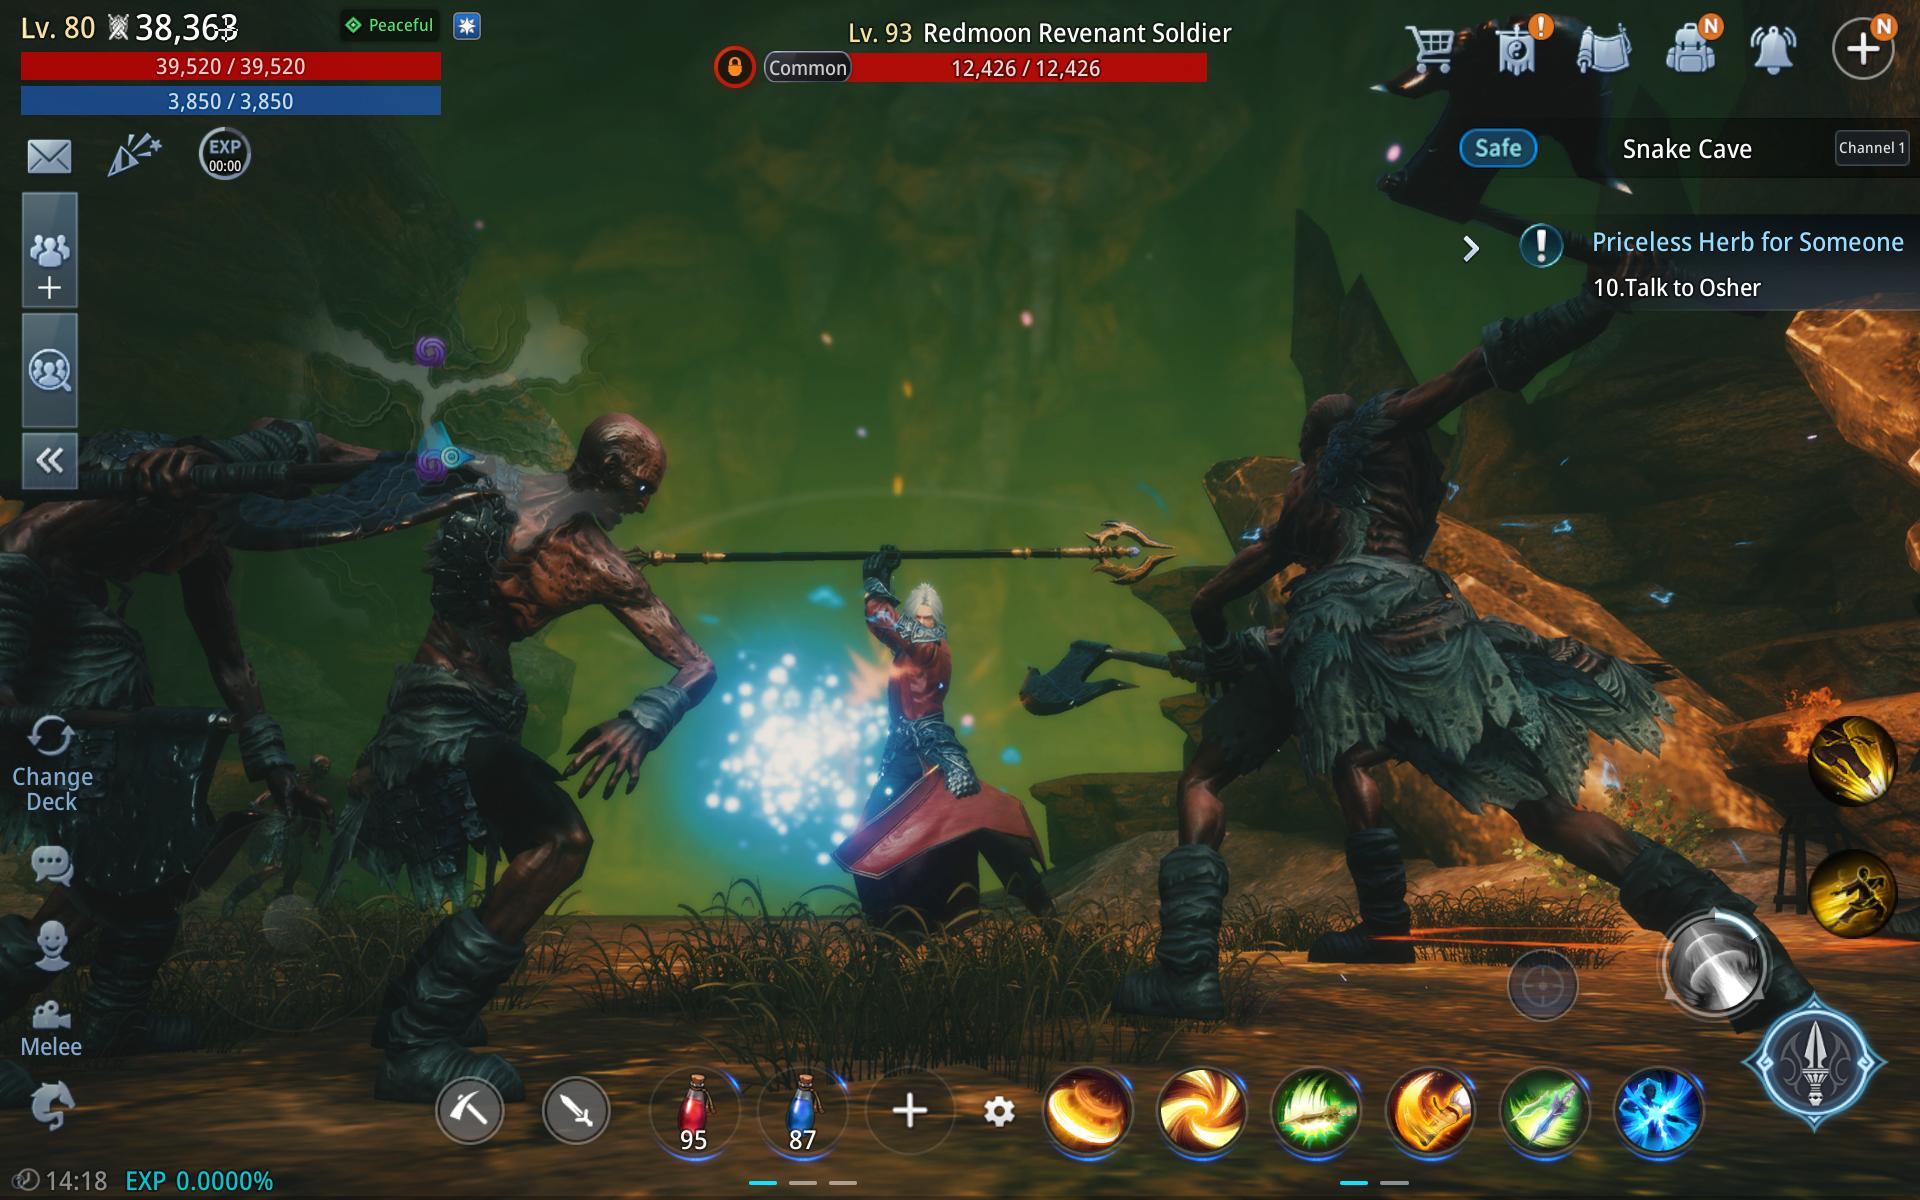 Lv. 80 38,363
Peaceful
39,520 / 39,520
3,850 / 3,850
EXP
00:00
Lv. 93 Redmoon Revenant Soldier
Common 12,426 / 12,426
N
N
Safe Snake Cave Channel 1
Priceless Herb for Someone
10.Talk to Osher
Change
Deck
Melee
95
87
14:18 EXP 0.0000%